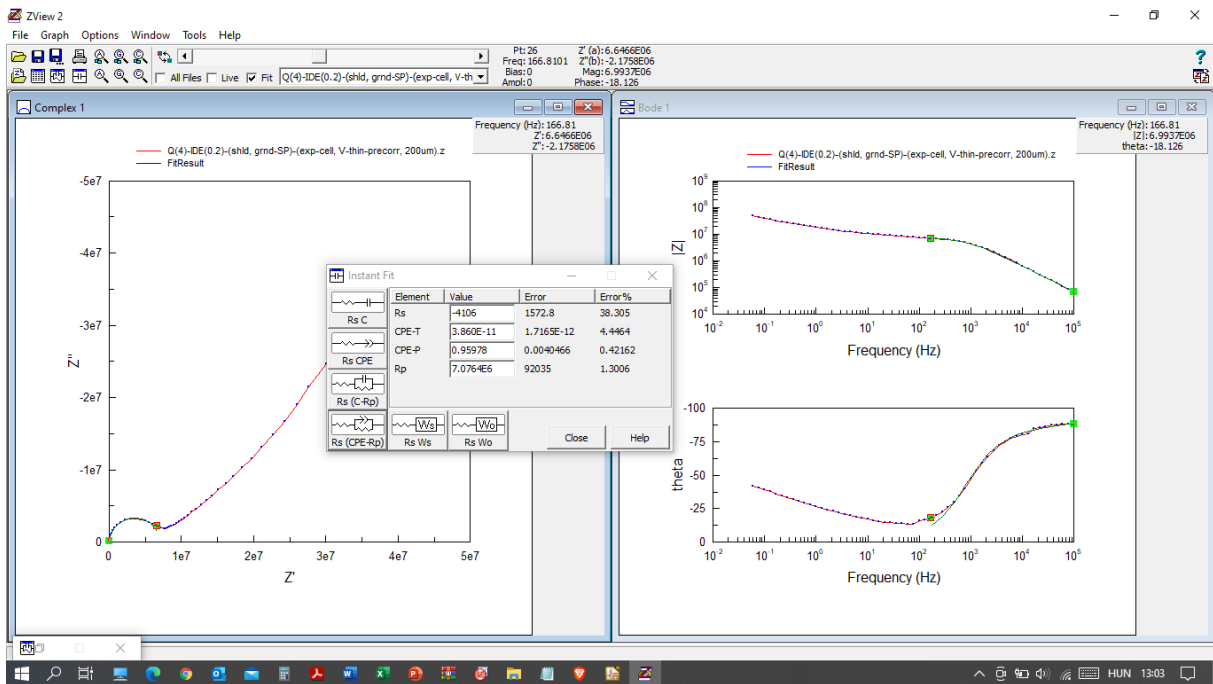 ZView 2
File Graph Options Window Tools Help
Pt:26 Z' (a):6.6466E06
Freq:166.8101 Z"(b):-2.1758E06
Bias:0 Mag:6.9937E06
Ampl:0 Phase:-18.126
All Files Live Fit Q(4)-IDE(0.2)-(shld, grnd-SP)-(exp-cell, V-th
Complex 1
Frequency (Hz): 166.81
Z':6.6466E06
Z":-2.1758E06
Q(4)-IDE(0.2)-(shld, grnd-SP)-(exp-cell, V-thin-precorr, 200um).z
FitResult
-5e7
-4e7
-3e7
-2e7
-1e7
0
Z''
0 1e7 2e7 3e7 4e7 5e7
Z'
Instant Fit
Element Value Error Error%
Rs -4106 1572.8 38.305
CPE-T 3.860E-11 1.7165E-12 4.4464
CPE-P 0.95978 0.0040466 0.42162
Rp 7.0764E6 92035 1.3006
Rs C
Rs CPE
Rs (C-Rp)
Rs (CPE-Rp)
Ws
Rs Ws
Wo
Rs Wo
Close Help
Bode 1
Frequency (Hz): 166.81
|Z|:6.9937E06
theta:-18.126
Q(4)-IDE(0.2)-(shld, grnd-SP)-(exp-cell, V-thin-precorr, 200um).z
FitResult
10⁹
10⁸
10⁷
10⁶
10⁵
10⁴
|Z|
10⁻² 10⁻¹ 10⁰ 10¹ 10² 10³ 10⁴ 10⁵
Frequency (Hz)
-100
-75
-50
-25
0
theta
10⁻² 10⁻¹ 10⁰ 10¹ 10² 10³ 10⁴ 10⁵
Frequency (Hz)
HUN 13:03